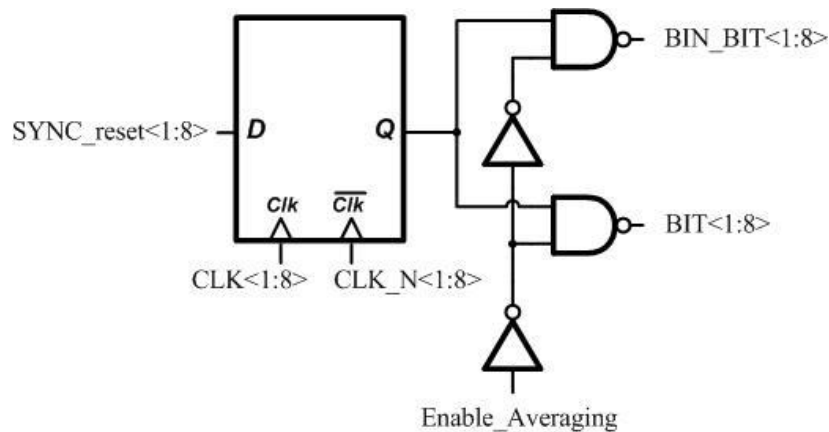 BIN_BIT<1:8>
SYNC_reset<1:8>
D
Q
Clk
Clk
BIT<1:8>
CLK<1:8>
CLK_N<1:8>
Enable_Averaging